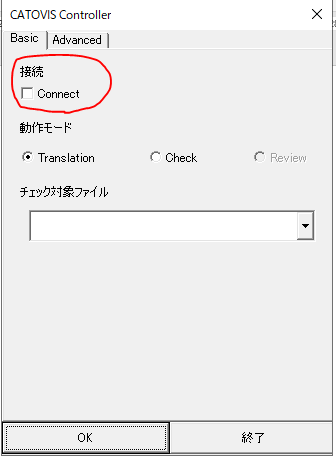 CATOVIS Controller
Basic Advanced
接続
Connect
動作モード
Translation Check Review
チェック対象ファイル
OK 終了